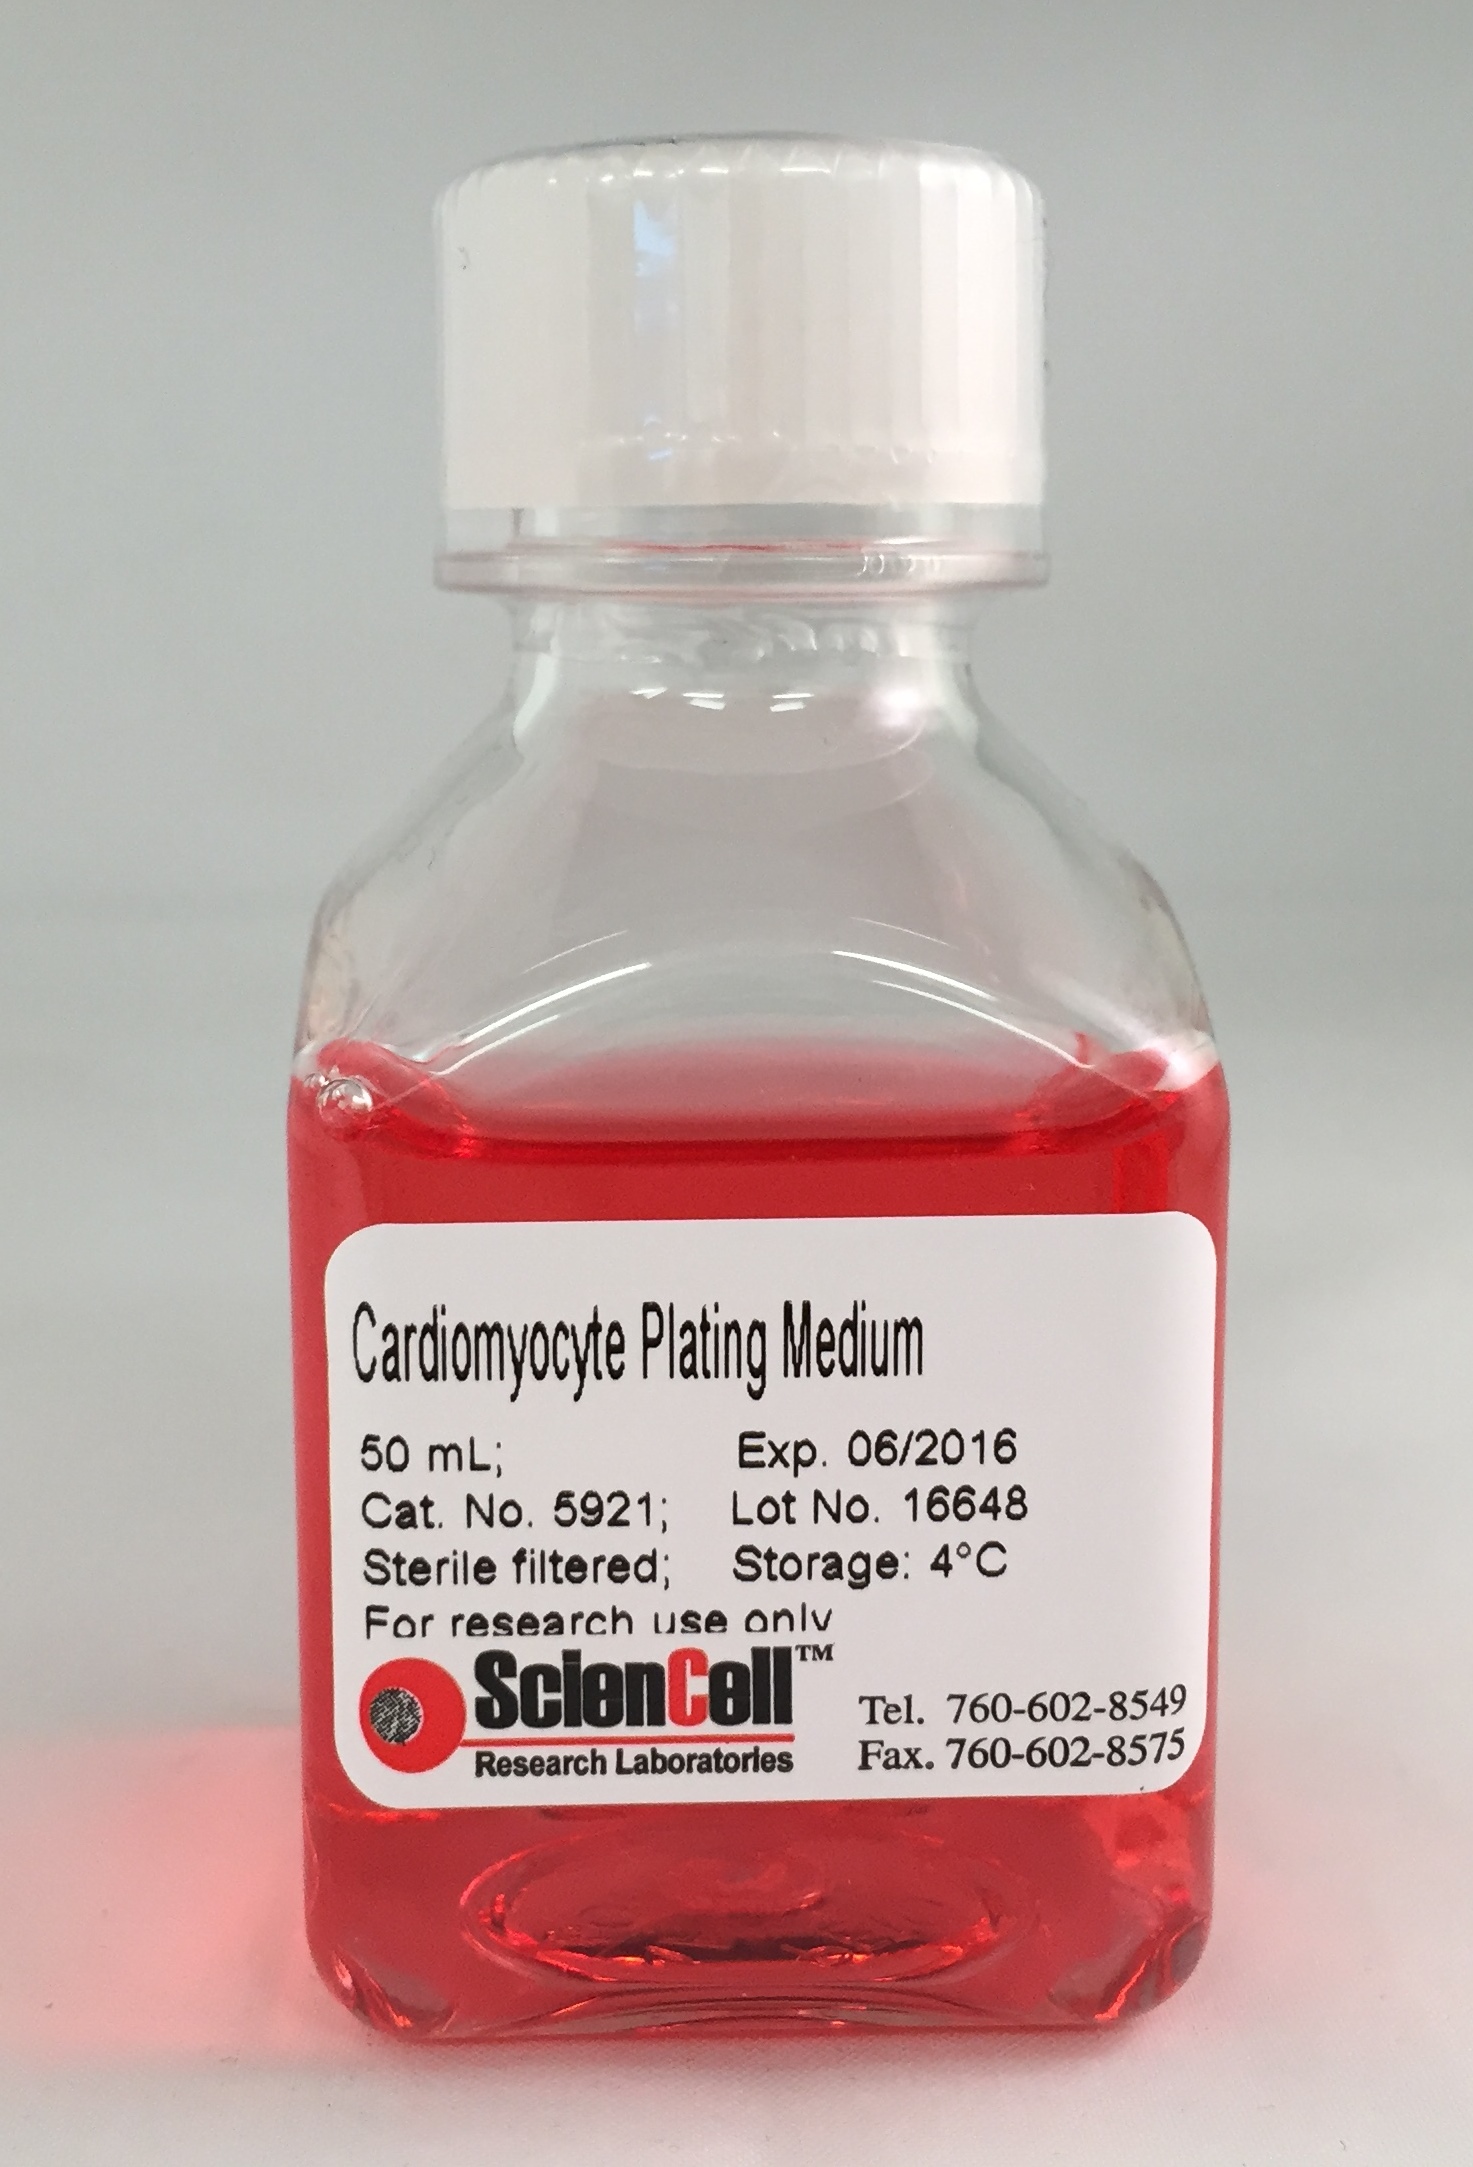 Cardiomyocyte Plating Medium
50 mL; Exp. 06/2016
Cat. No. 5921; Lot No. 16648
Sterile filtered; Storage: 4°C
For research use only
ScienCell™
Research Laboratories
Tel. 760-602-8549
Fax. 760-602-8575